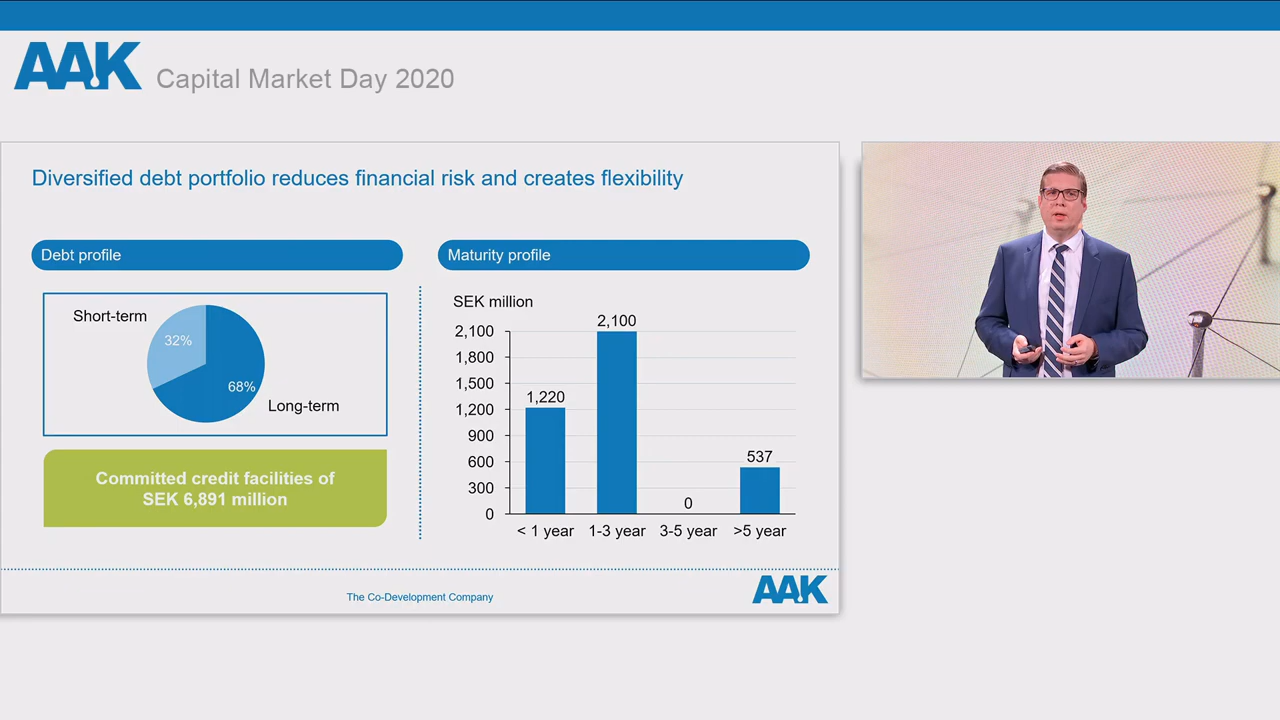 AAK Capital Market Day 2020
Diversified debt portfolio reduces financial risk and creates flexibility
Debt profile
Short-term
32%
68%
Long-term
Committed credit facilities of
SEK 6,891 million
Maturity profile
SEK million
2,100
1,800
1,500
1,200
900
600
300
0
1,220
2,100
0
537
< 1 year
1-3 year
3-5 year
>5 year
The Co-Development Company
AAK